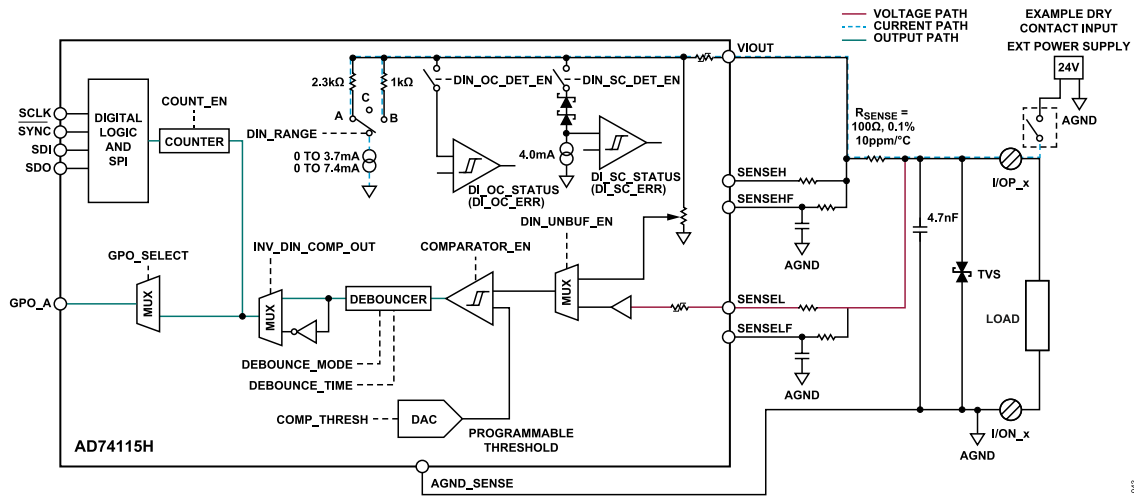 VOLTAGE PATH
CURRENT PATH
OUTPUT PATH
EXAMPLE DRY
CONTACT INPUT
EXT POWER SUPPLY
24V
AGND
VIOUT
DIN_OC_DET_EN
DIN_SC_DET_EN
2.3kΩ
1kΩ
C
A
B
COUNT_EN
DIN_RANGE
SCLK
SYNC
SDI
SDO
DIGITAL
LOGIC
AND
SPI
COUNTER
0 TO 3.7mA
0 TO 7.4mA
4.0mA
DI_OC_STATUS
(DI_OC_ERR)
DI_SC_STATUS
(DI_SC_ERR)
RSENSE =
100Ω, 0.1%
10ppm/°C
I/OP_x
SENSEH
SENSEHF
AGND
4.7nF
DIN_UNBUF_EN
COMPARATOR_EN
INV_DIN_COMP_OUT
GPO_SELECT
GPO_A
MUX
MUX
DEBOUNCER
MUX
SENSEL
SENSELF
AGND
TVS
LOAD
DEBOUNCE_MODE
DEBOUNCE_TIME
COMP_THRESH
DAC
PROGRAMMABLE
THRESHOLD
AD74115H
AGND_SENSE
AGND
I/ON_x
043